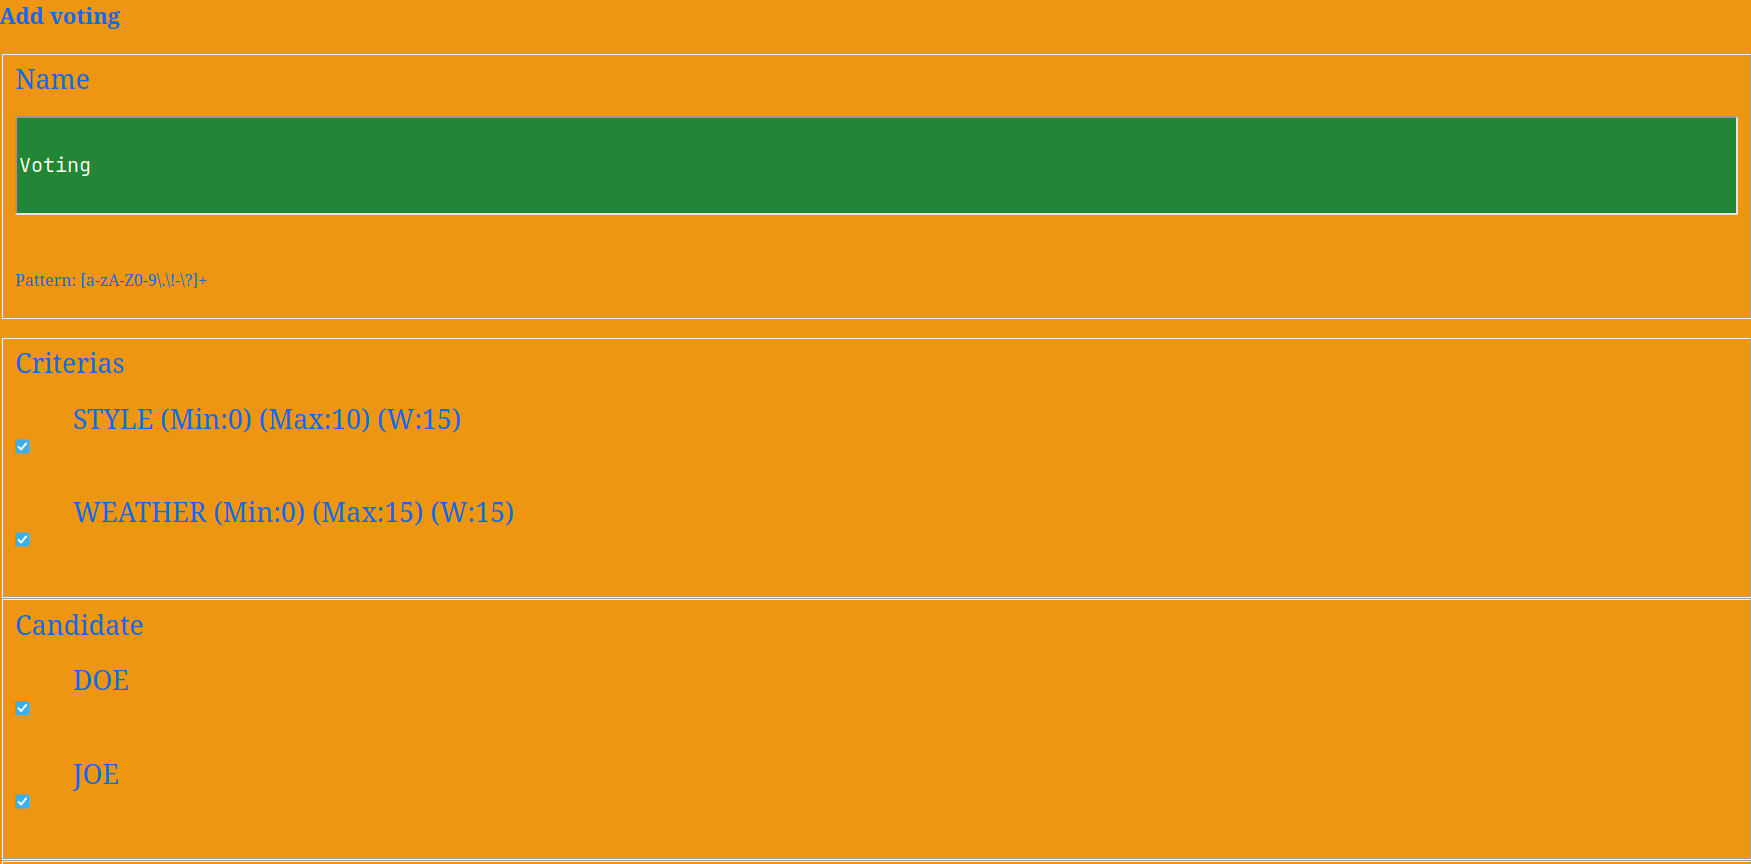 Add voting
Name
Voting
Pattern: [a-zA-Z0-9\.\!-\?]+
Criterias
STYLE (Min:0) (Max:10) (W:15)
WEATHER (Min:0) (Max:15) (W:15)
Candidate
DOE
JOE